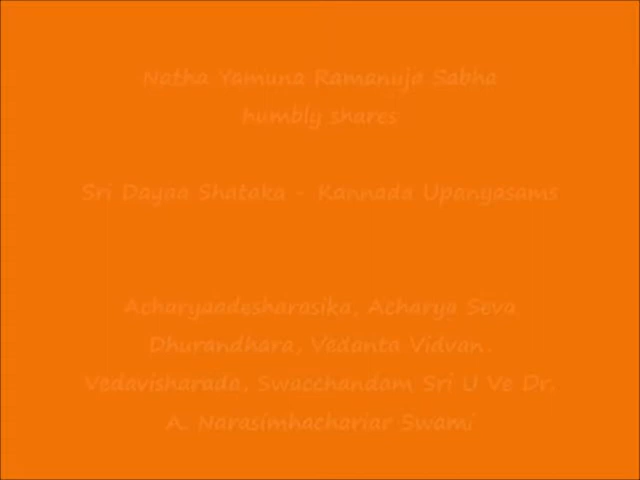 Natha Yamuna Ramanuja Sabha
humbly shares
Sri Dayaa Shataka - Kannada Upanyasams
Acharyaadesharasika, Acharya Seva
Dhurandhara, Vedanta Vidvan.
Vedavisharada, Swacchandam Sri U Ve Dr.
A. Narasimhachariar Swami